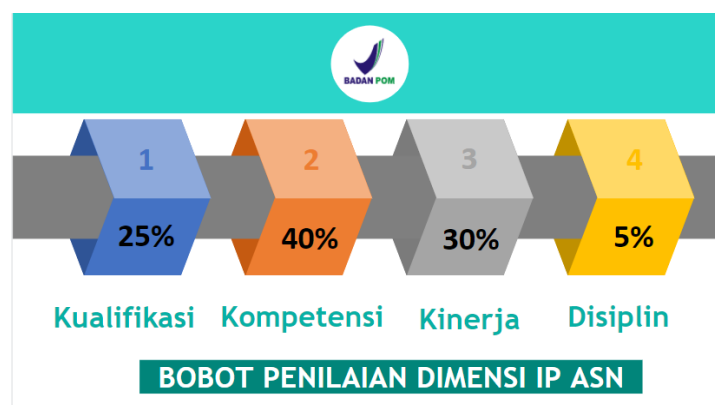 BADAN POM
1 2 3 4
25% 40% 30% 5%
Kualifikasi Kompetensi Kinerja Disiplin
BOBOT PENILAIAN DIMENSI IP ASN